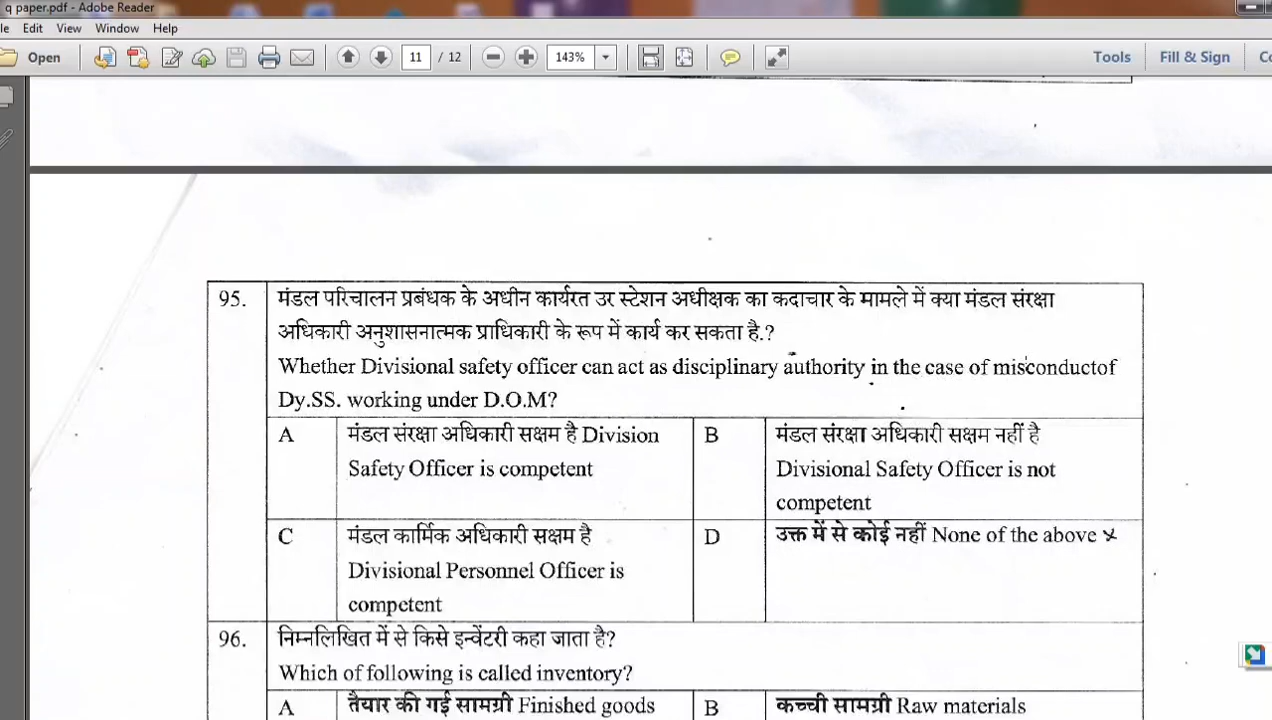 q paper.pdf - Adobe Reader
le Edit View Window Help
Open 11 / 12 143% Tools Fill & Sign
95. मंडल परिचालन प्रबंधक के अधीन कार्यरत उर स्टेशन अधीक्षक का कदाचार के मामले में क्या मंडल संरक्षा
अधिकारी अनुशासनात्मक प्राधिकारी के रूप में कार्य कर सकता है.?
Whether Divisional safety officer can act as disciplinary authority in the case of misconductof
Dy.SS. working under D.O.M?
A मंडल संरक्षा अधिकारी सक्षम है Division
Safety Officer is competent
B मंडल संरक्षा अधिकारी सक्षम नहीं है
Divisional Safety Officer is not
competent
C मंडल कार्मिक अधिकारी सक्षम है
Divisional Personnel Officer is
competent
D उक्त में से कोई नहीं None of the above
96. निम्नलिखित में से किसे इन्वेंटरी कहा जाता है?
Which of following is called inventory?
A तैयार की गई सामग्री Finished goods
B कच्ची सामग्री Raw materials